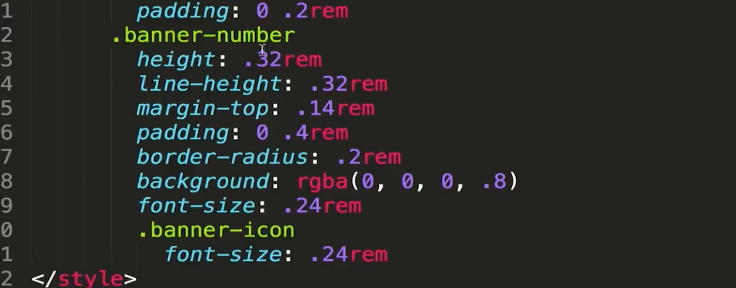 1 padding: 0 .2rem
2 .banner-number
3 height: .32rem
4 line-height: .32rem
5 margin-top: .14rem
6 padding: 0 .4rem
7 border-radius: .2rem
8 background: rgba(0, 0, 0, .8)
9 font-size: .24rem
0 .banner-icon
1 font-size: .24rem
2 </style>